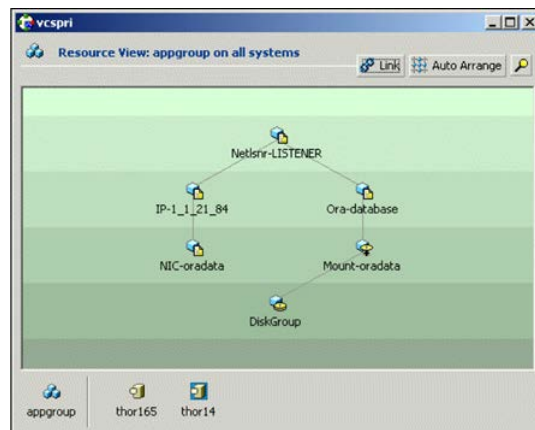 vcspri
Resource View: appgroup on all systems
Link
Auto Arrange
Netlsnr-LISTENER
IP-1_1_21_84
Ora-database
NIC-oradata
Mount-oradata
DiskGroup
appgroup
thor165
thor14